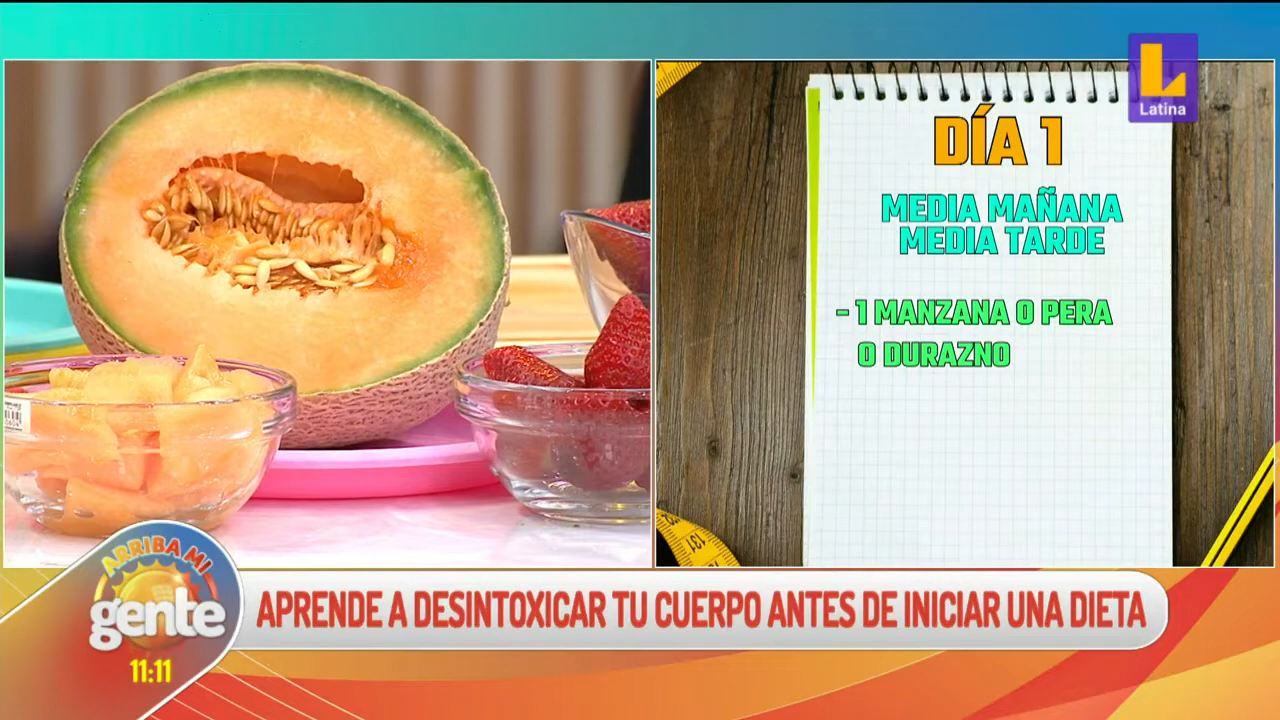 Latina
DÍA 1
MEDIA MAÑANA
MEDIA TARDE
- 1 MANZANA O PERA
O DURAZNO
131
ARRIBA MI
gente
11:11
APRENDE A DESINTOXICAR TU CUERPO ANTES DE INICIAR UNA DIETA